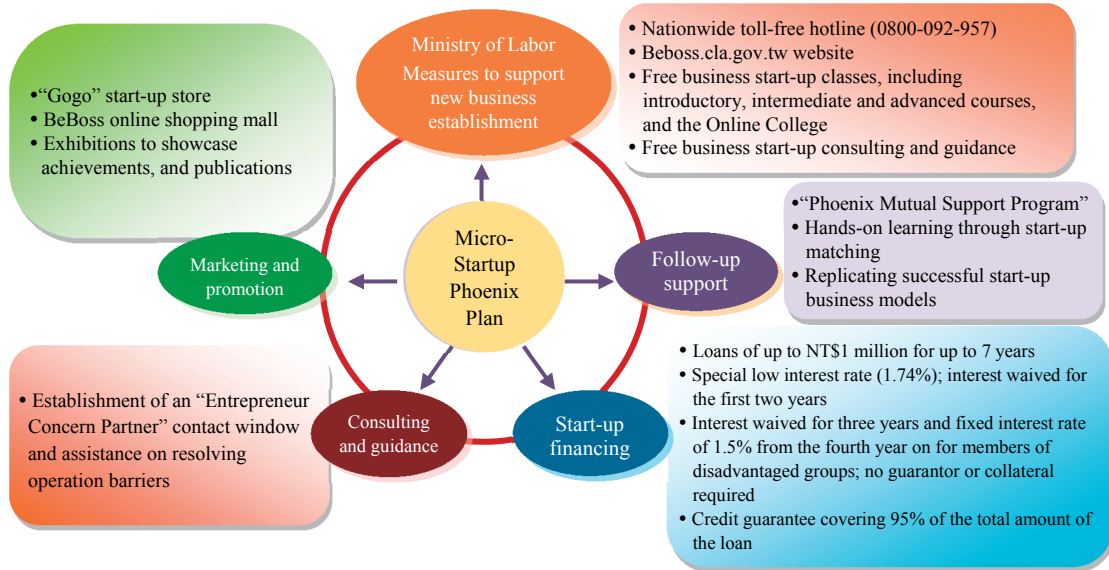 Ministry of Labor
Measures to support
new business
establishment
• Nationwide toll-free hotline (0800-092-957)
• Beboss.cla.gov.tw website
• Free business start-up classes, including
introductory, intermediate and advanced courses,
and the Online College
• Free business start-up consulting and guidance
• “Gogo” start-up store
• BeBoss online shopping mall
• Exhibitions to showcase
achievements, and publications
Marketing and
promotion
Micro-
Startup
Phoenix
Plan
Follow-up
support
•“Phoenix Mutual Support Program”
• Hands-on learning through start-up
matching
• Replicating successful start-up
business models
• Establishment of an “Entrepreneur
Concern Partner” contact window
and assistance on resolving
operation barriers
Consulting
and guidance
Start-up
financing
• Loans of up to NT$1 million for up to 7 years
• Special low interest rate (1.74%); interest waived for
the first two years
• Interest waived for three years and fixed interest rate
of 1.5% from the fourth year on for members of
disadvantaged groups; no guarantor or collateral
required
• Credit guarantee covering 95% of the total amount of
the loan